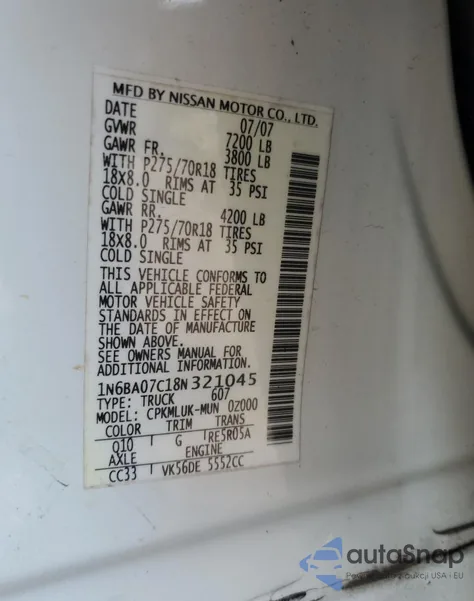 MFD BY NISSAN MOTOR CO., LTD.
DATE 07/07
GVWR 7200 LB
GAWR FR. 3800 LB
WITH P275/70R18 TIRES
18X8.0 RIMS AT 35 PSI
COLD SINGLE
GAWR RR. 4200 LB
WITH P275/70R18 TIRES
18X8.0 RIMS AT 35 PSI
COLD SINGLE
THIS VEHICLE CONFORMS TO
ALL APPLICABLE FEDERAL
MOTOR VEHICLE SAFETY
STANDARDS IN EFFECT ON
THE DATE OF MANUFACTURE
SHOWN ABOVE.
SEE OWNERS MANUAL FOR
ADDITIONAL INFORMATION.
1N6BA07C18N321045
TYPE: TRUCK 607
MODEL: CPKMLUK-MUN 0Z000
COLOR TRIM TRANS
Q10 G RE5R05A
AXLE ENGINE
CC33 VK56DE 5552CC
autoSnap
aukcji USA i EU